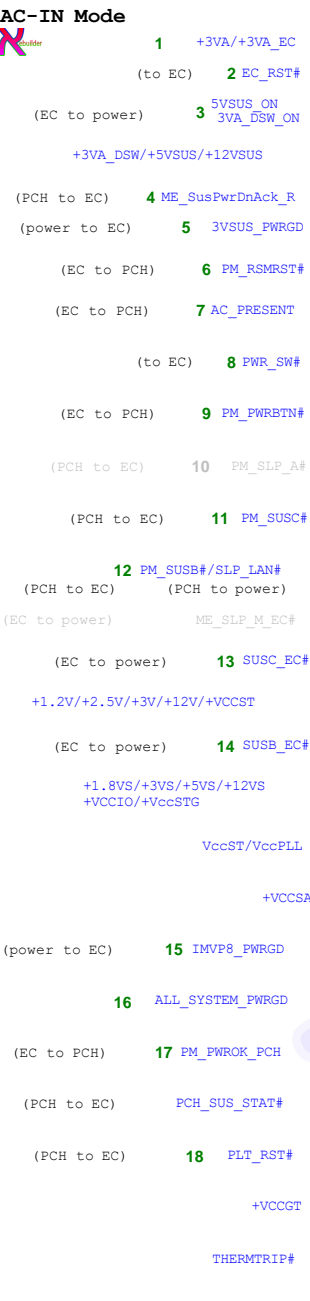 AC-IN Mode
ebuilder
1 +3VA/+3VA_EC
(to EC) 2 EC_RST#
(EC to power) 3 5VSUS_ON
3VA_DSW_ON
+3VA_DSW/+5VSUS/+12VSUS
(PCH to EC) 4 ME_SusPwrDnAck_R
(power to EC) 5 3VSUS_PWRGD
(EC to PCH) 6 PM_RSMRST#
(EC to PCH) 7 AC_PRESENT
(to EC) 8 PWR_SW#
(EC to PCH) 9 PM_PWRBTN#
(PCH to EC) 10 PM_SLP_A#
(PCH to EC) 11 PM_SUSC#
12 PM_SUSB#/SLP_LAN#
(PCH to EC) (PCH to power)
(EC to power) ME_SLP_M_EC#
(EC to power) 13 SUSC_EC#
+1.2V/+2.5V/+3V/+12V/+VCCST
(EC to power) 14 SUSB_EC#
+1.8VS/+3VS/+5VS/+12VS
+VCCIO/+VccSTG
VccST/VccPLL
+VCCSA
(power to EC) 15 IMVP8_PWRGD
16 ALL_SYSTEM_PWRGD
(EC to PCH) 17 PM_PWROK_PCH
(PCH to EC) PCH_SUS_STAT#
(PCH to EC) 18 PLT_RST#
+VCCGT
THERMTRIP#